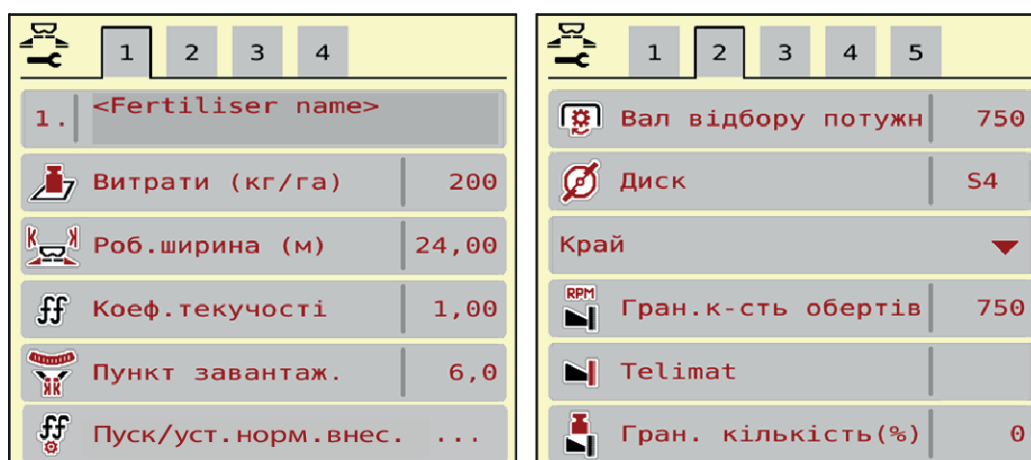 1 2 3 4
1. <Fertiliser name>
Витрати (кг/га) 200
Роб.ширина (м) 24,00
Коеф.текучості 1,00
Пункт завантаж. 6,0
Пуск/уст.норм.внес. ...
1 2 3 4 5
Вал відбору потужн 750
Диск S4
Край
RPM
Гран.к-сть обертів 750
Telimat
Гран. кількість(%) 0